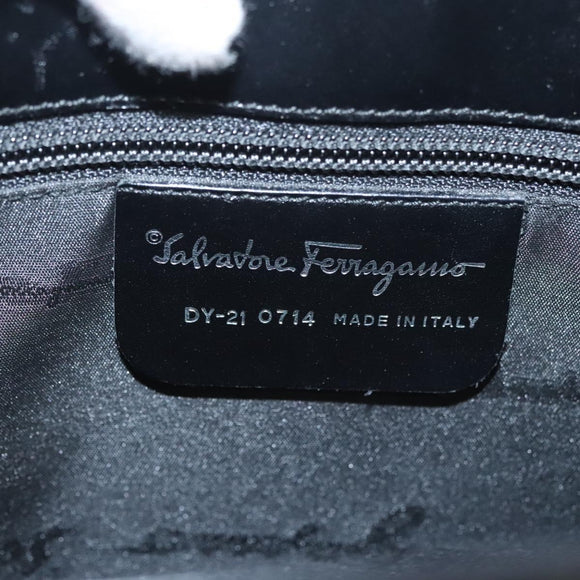 ©Salvatore Ferragamo
DY-21 0714 MADE IN ITALY